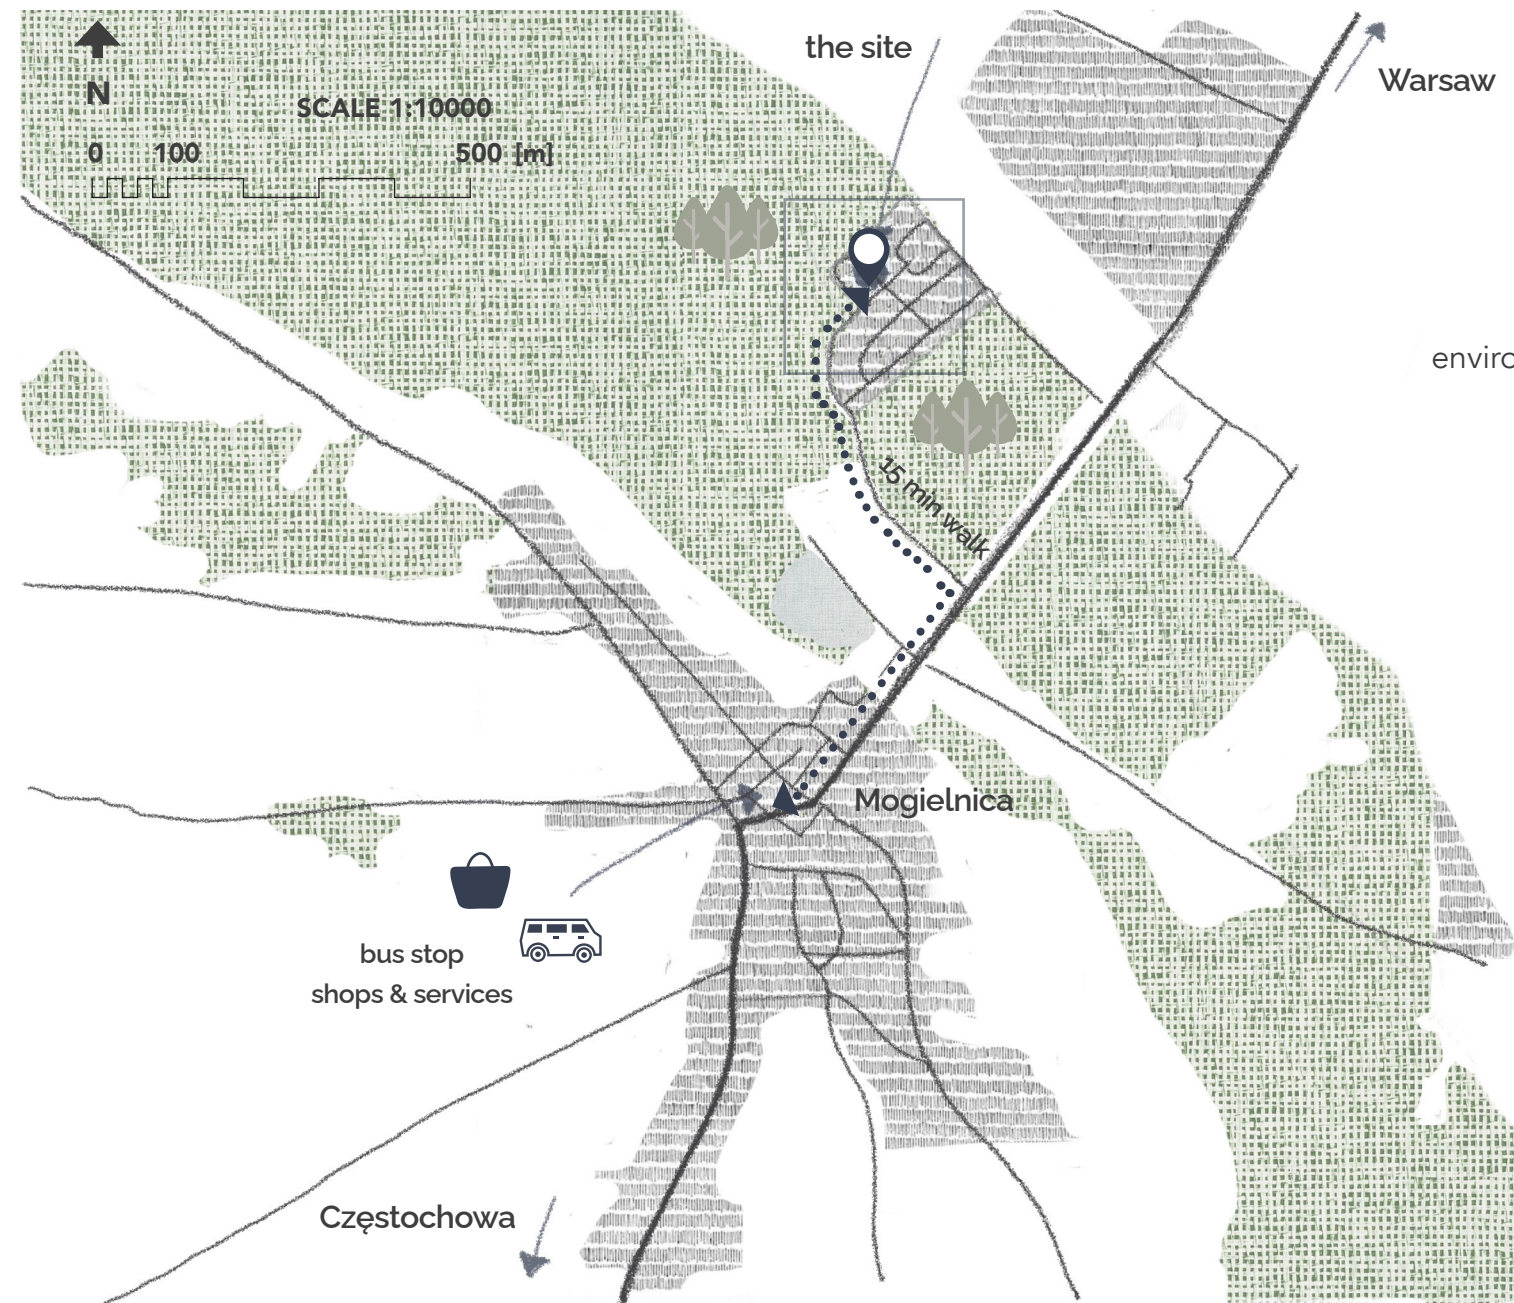 the site
Warsaw
N
SCALE 1:10000
0 100 500 [m]
enviro
15 min walk
Mogielnica
bus stop
shops & services
Częstochowa